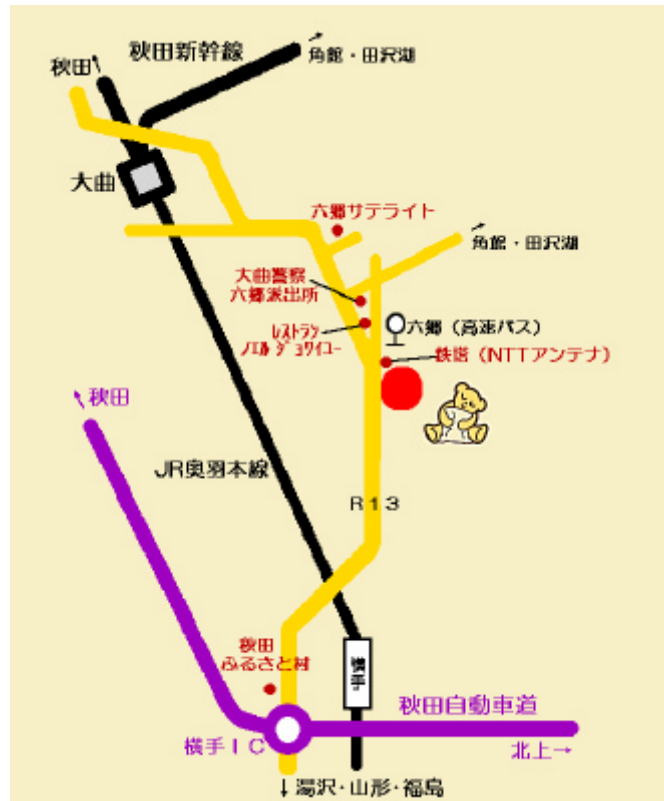 秋田新幹線
秋田
角館・田沢湖
大曲
六郷サテライト
角館・田沢湖
大曲警察
六郷派出所
六郷（高速バス）
ﾚｽﾄﾗﾝ
ﾉｴﾙ ｼﾞｮﾜｲﾕｰ
鉄塔（NTTアンテナ）
秋田
JR奥羽本線
R13
秋田
ふるさと村
横手
秋田自動車道
横手IC
北上→
↓湯沢・山形・福島